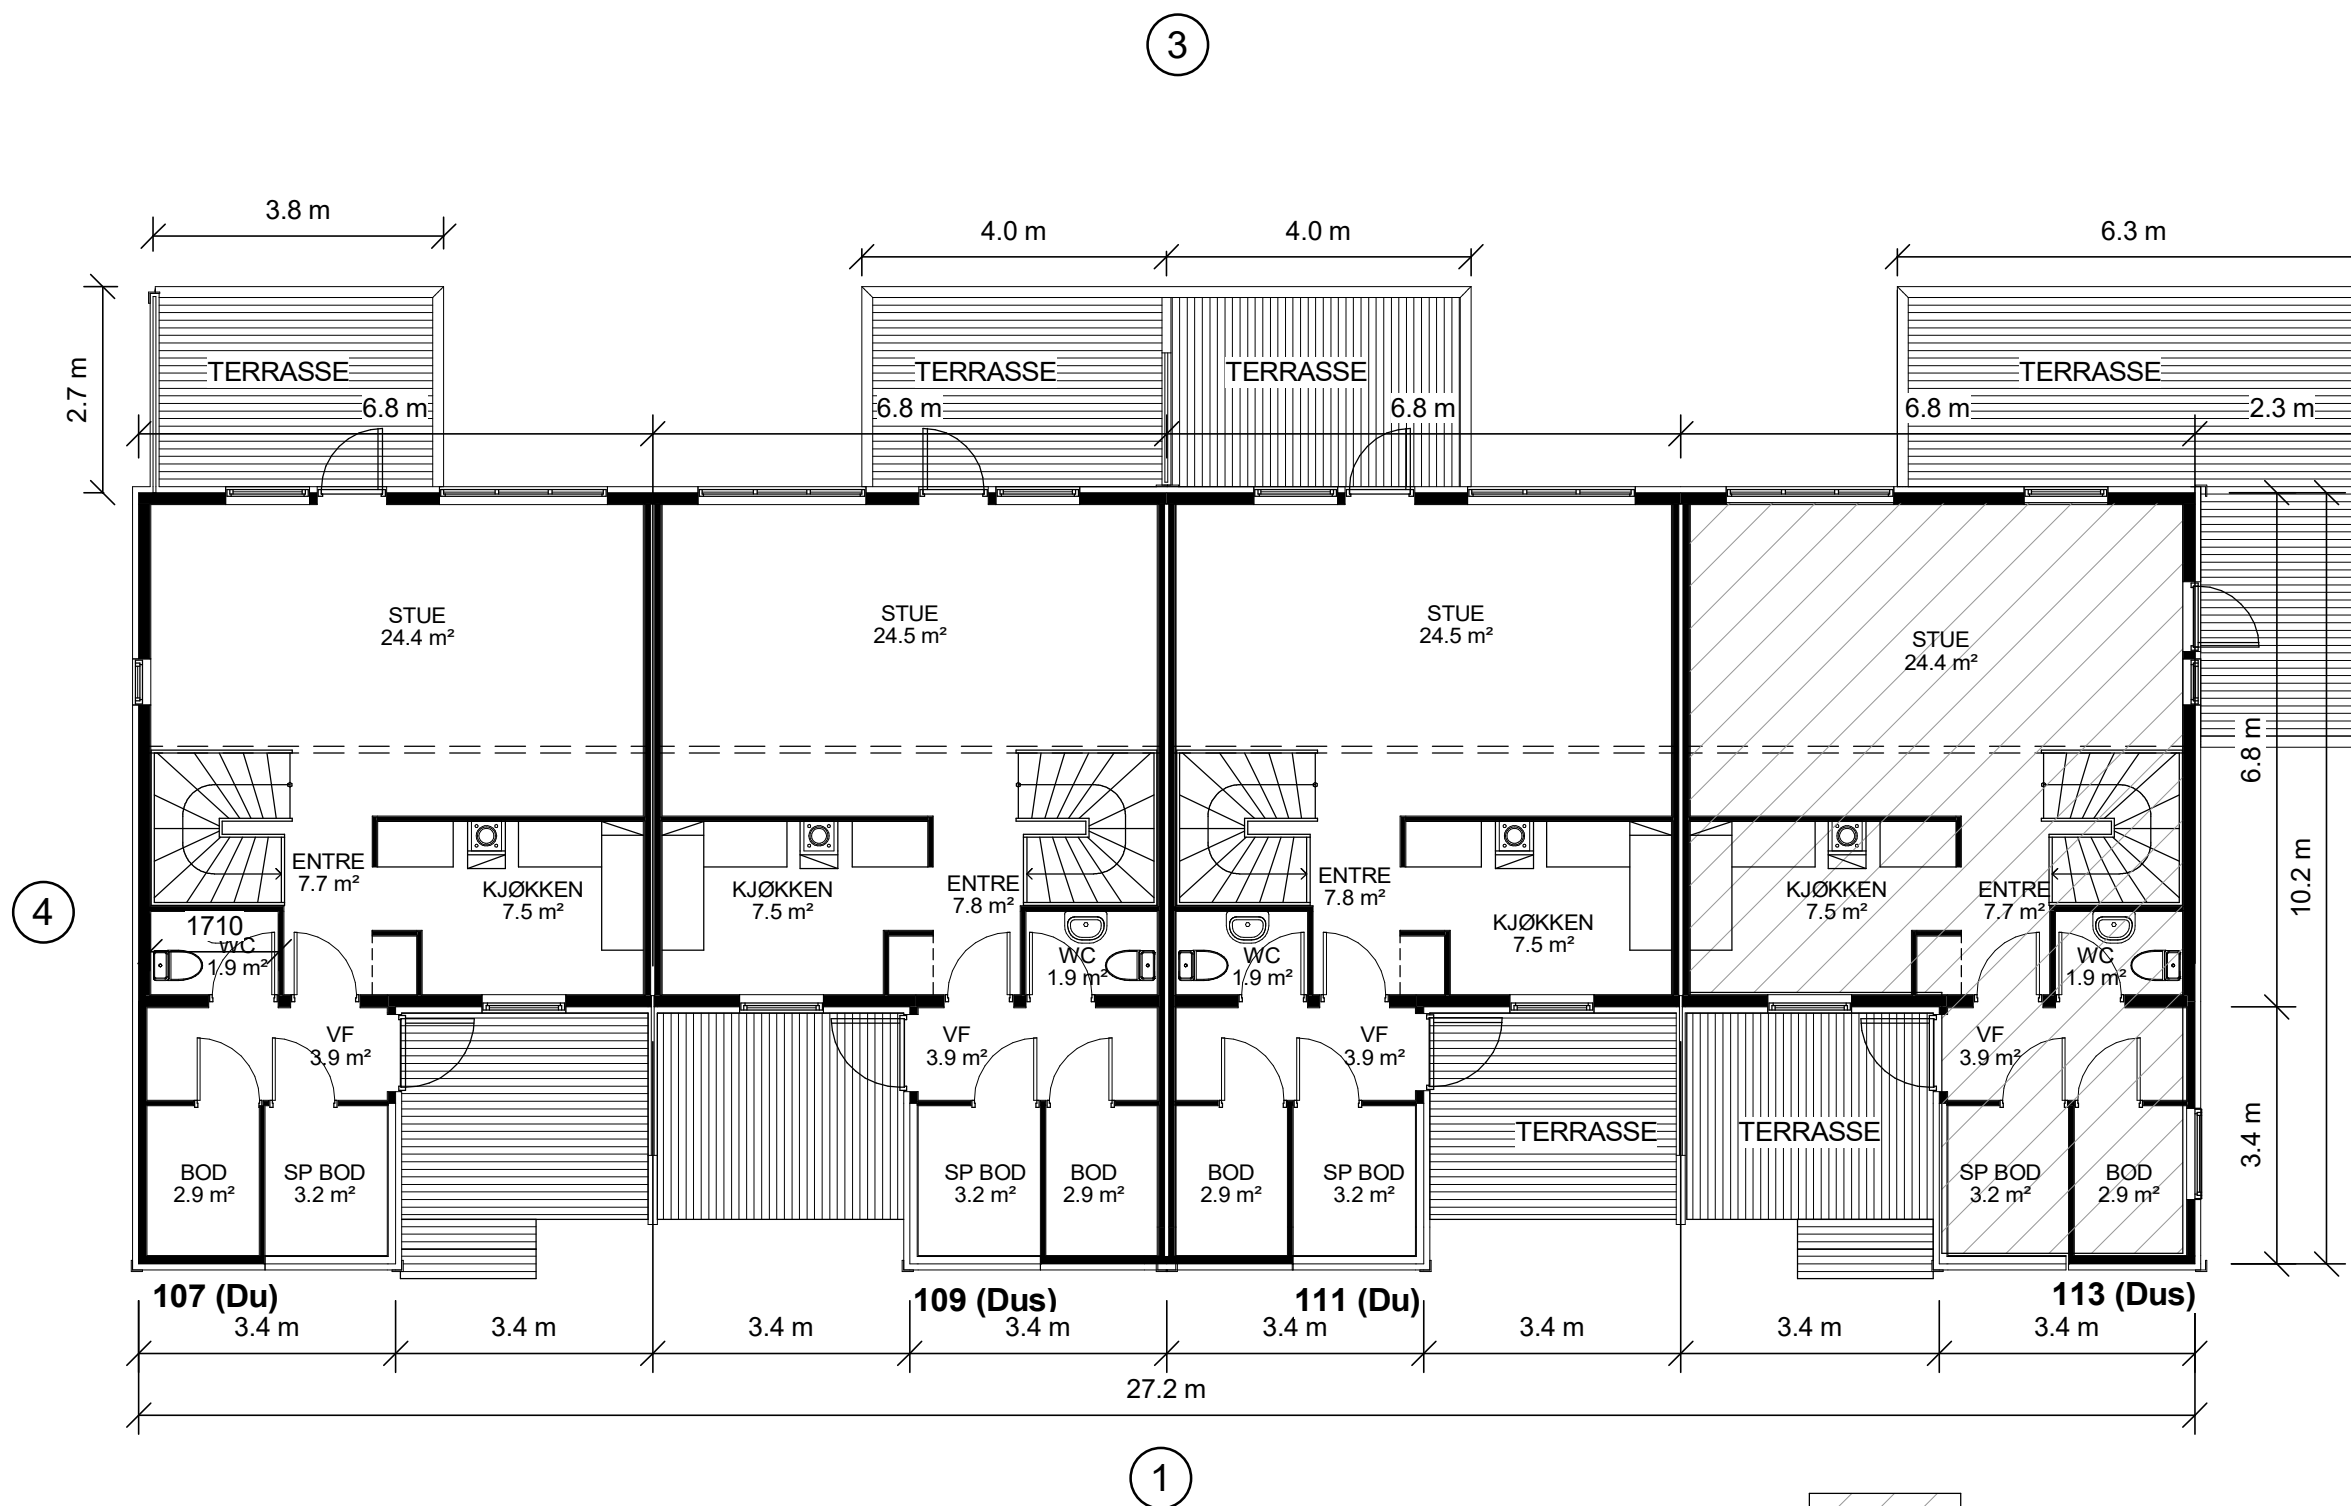 3
3.8 m
4.0 m
4.0 m
6.3 m
2.7 m
TERRASSE
TERRASSE
TERRASSE
TERRASSE
6.8 m
6.8 m
6.8 m
6.8 m
2.3 m
STUE
24.4 m²
STUE
24.5 m²
STUE
24.5 m²
STUE
24.4 m²
6.8 m
10.2 m
ENTRE
7.7 m²
KJØKKEN
7.5 m²
KJØKKEN
7.5 m²
ENTRE
7.8 m²
ENTRE
7.8 m²
KJØKKEN
7.5 m²
KJØKKEN
7.5 m²
ENTRE
7.7 m²
4
1710
WC
1.9 m²
WC
1.9 m²
WC
1.9 m²
WC
1.9 m²
VF
3.9 m²
VF
3.9 m²
VF
3.9 m²
VF
3.9 m²
TERRASSE
TERRASSE
3.4 m
BOD
2.9 m²
SP BOD
3.2 m²
SP BOD
3.2 m²
BOD
2.9 m²
BOD
2.9 m²
SP BOD
3.2 m²
SP BOD
3.2 m²
BOD
2.9 m²
107 (Du)
109 (Dus)
111 (Du)
113 (Dus)
3.4 m
3.4 m
3.4 m
3.4 m
3.4 m
3.4 m
3.4 m
3.4 m
27.2 m
1